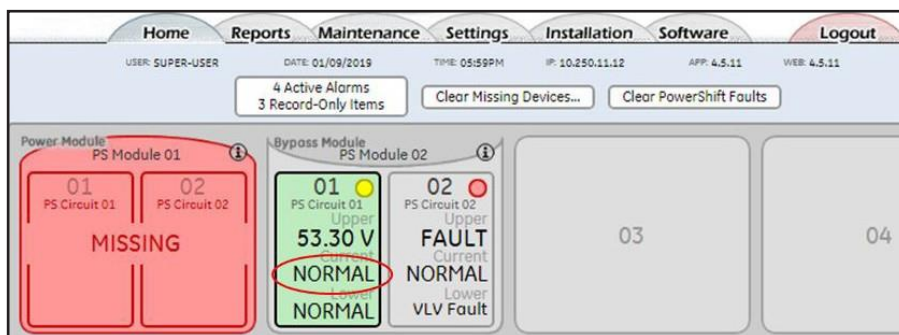 Home Reports Maintenance Settings Installation Software Logout
USER: SUPER-USER DATE: 01/09/2019 TIME: 05:59PM IP: 10.250.11.12 APP: 4.5.11 WEB: 4.5.11
4 Active Alarms
3 Record-Only Items
Clear Missing Devices...
Clear PowerShift Faults
Power Module
PS Module 01
01
PS Circuit 01
02
PS Circuit 02
MISSING
Bypass Module
PS Module 02
01
PS Circuit 01
Upper
53.30 V
Current
NORMAL
Lower
NORMAL
02
PS Circuit 02
Upper
FAULT
Current
NORMAL
Lower
VLV Fault
03
04